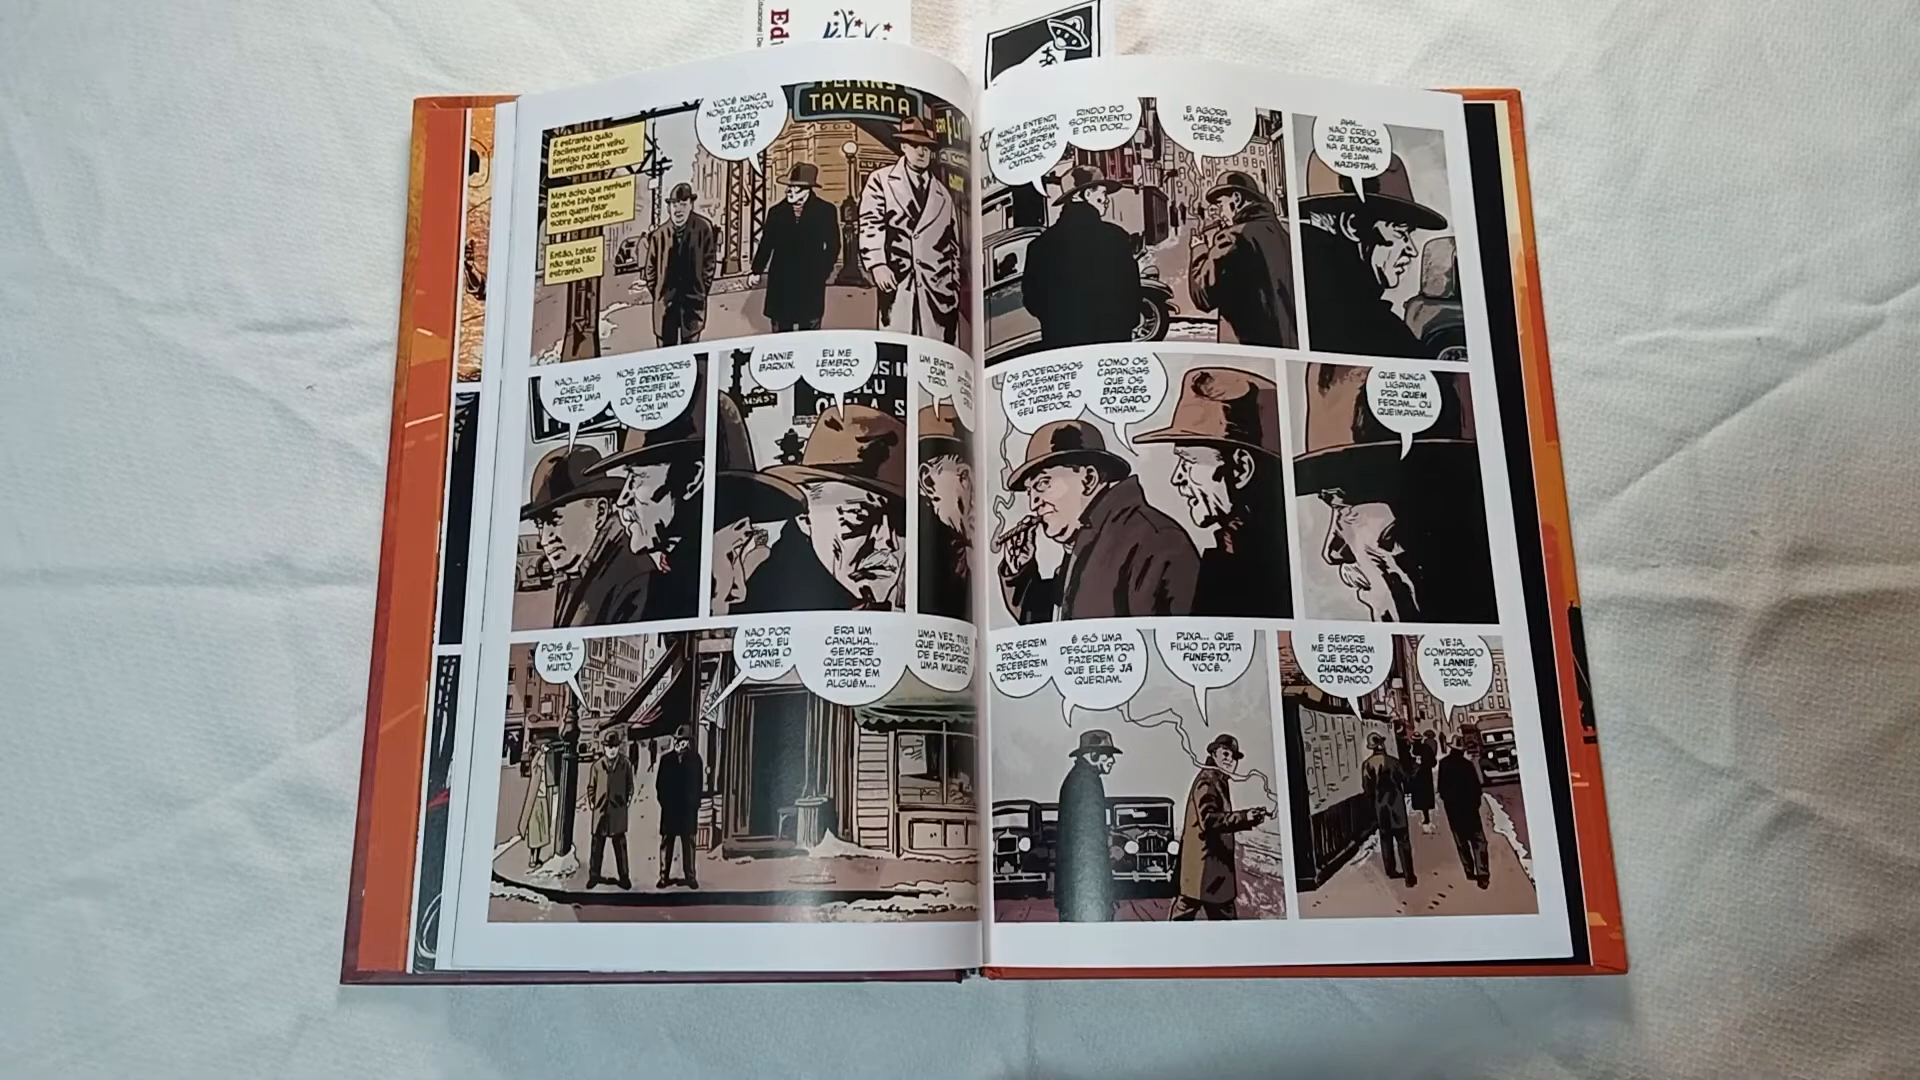 Ed
TAVERNA
É estranho quão
facilmente um velho
inimigo pode parecer
um velho amigo.
Mas acho que nenhum
de nós tinha mais
com quem falar
sobre aqueles dias...
Então, talvez
não seja tão
estranho.
VOCÊ NUNCA
NOS ALCANÇOU
DE FATO
NAQUELA
ÉPOCA,
NÃO É?
NÃO... MAS
CHEGUEI
PERTO UMA
VEZ.
NOS ARREDORES
DE DENVER...
DERRUBEI UM
DO SEU BANDO
COM UM
TIRO.
LANNIE
BARKIN.
EU ME
LEMBRO
DISSO.
UM BAITA
DUM
TIRO.
POIS É...
SINTO
MUITO.
NÃO POR
ISSO. EU
ODIAVA O
LANNIE.
ERA UM
CANALHA...
SEMPRE
QUERENDO
ATIRAR EM
ALGUÉM...
UMA VEZ, TIVE
QUE IMPEDI-LO
DE ESTUPRAR
UMA MULHER.
NUNCA ENTENDI
HOMENS ASSIM,
QUE QUEREM
MACHUCAR OS
OUTROS.
RINDO DO
SOFRIMENTO
E DA DOR...
E AGORA
HÁ PAÍSES
CHEIOS
DELES.
AHH...
NÃO CREIO
QUE TODOS
NA ALEMANHA
SEJAM
NAZISTAS.
OS PODEROSOS
SIMPLESMENTE
GOSTAM DE
TER TURBAS AO
SEU REDOR.
COMO OS
CAPANGAS
QUE OS
BARÕES
DO GADO
TINHAM...
QUE NUNCA
LIGAVAM
PRA QUEM
FERIAM... OU
QUEIMAVAM...
POR SEREM
PAGOS...
RECEBEREM
ORDENS...
É SÓ UMA
DESCULPA PRA
FAZEREM O
QUE ELES JÁ
QUERIAM.
PUXA... QUE
FILHO DA PUTA
FUNESTO,
VOCÊ.
E SEMPRE
ME DISSERAM
QUE ERA O
CHARMOSO
DO BANDO.
VEJA,
COMPARADO
A LANNIE,
TODOS
ERAM.